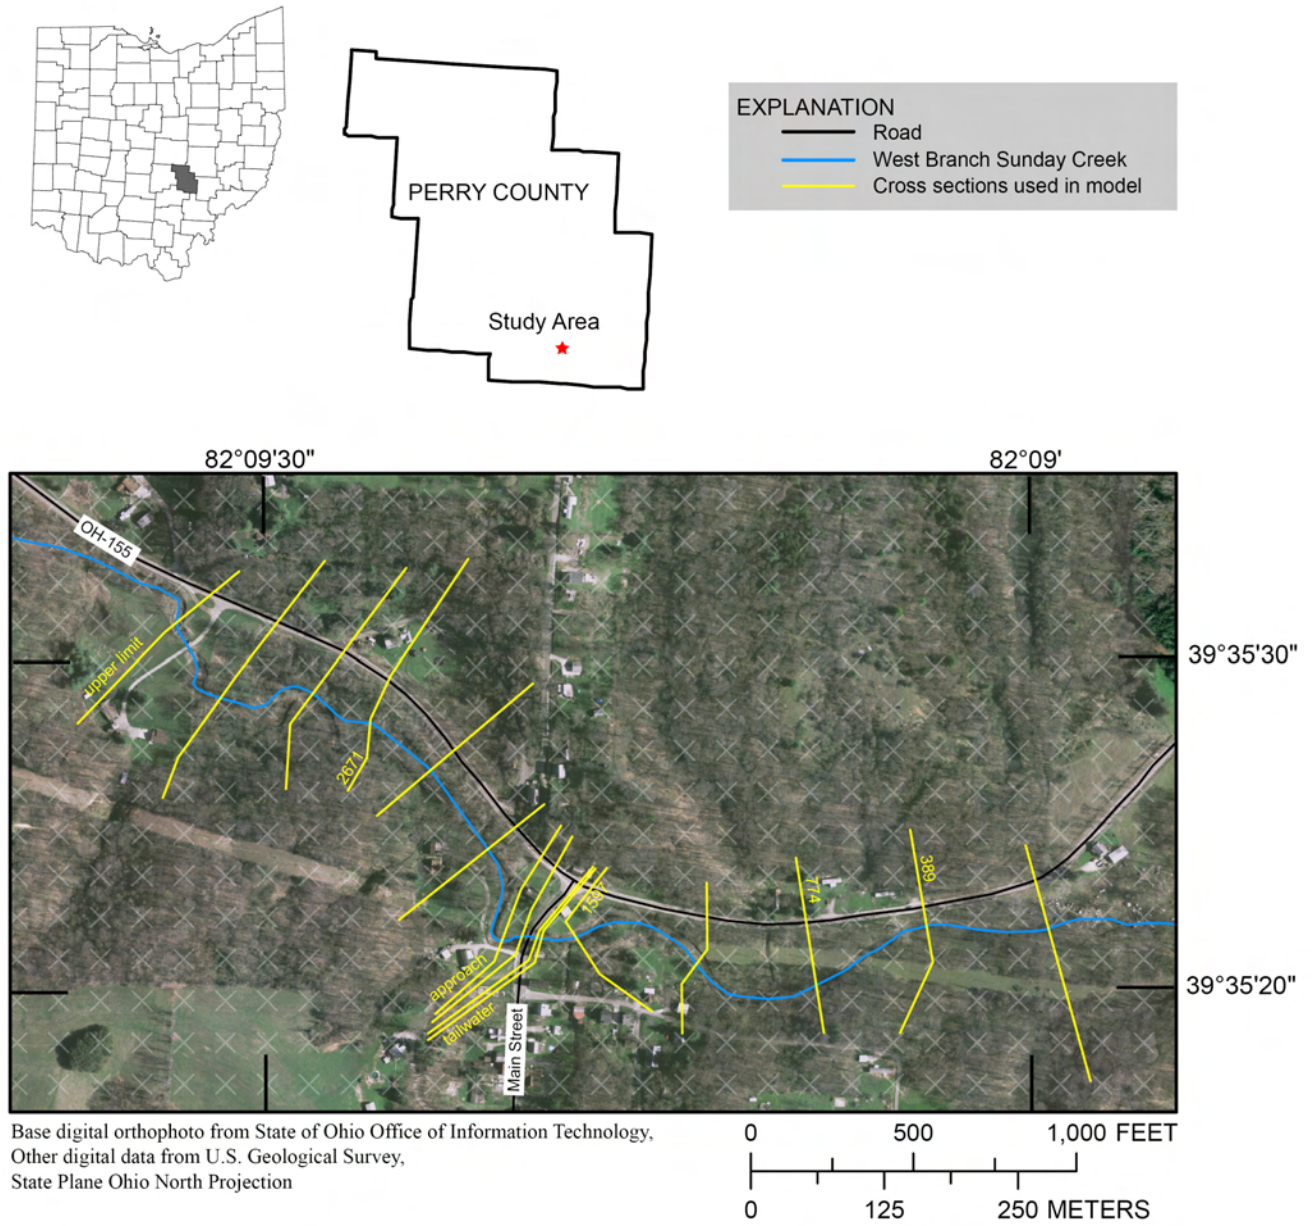 PERRY COUNTY
Study Area
EXPLANATION
Road
West Branch Sunday Creek
Cross sections used in model
82°09'30"
82°09'
OH-155
upper limit
39°35'30"
2671
1597
774
389
approach
tailwater
39°35'20"
Main Street
Base digital orthophoto from State of Ohio Office of Information Technology,
Other digital data from U.S. Geological Survey,
State Plane Ohio North Projection
0 500 1,000 FEET
0 125 250 METERS